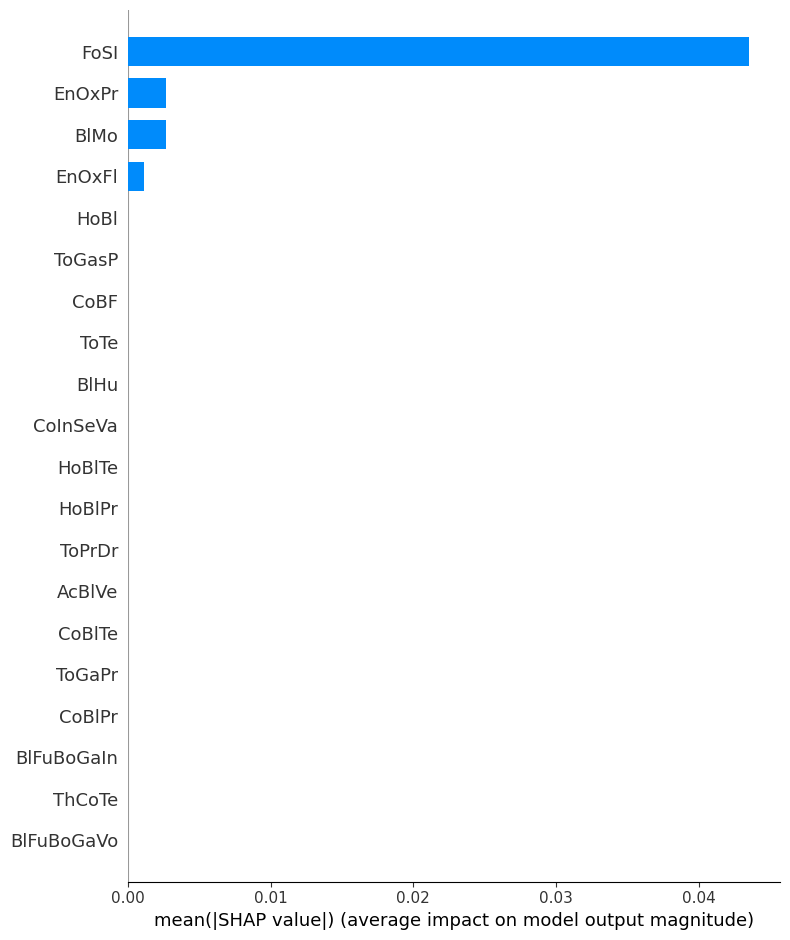 FoSI
EnOxPr
BlMo
EnOxFl
HoBl
ToGasP
CoBF
ToTe
BlHu
CoInSeVa
HoBlTe
HoBlPr
ToPrDr
AcBlVe
CoBlTe
ToGaPr
CoBlPr
BlFuBoGaIn
ThCoTe
BlFuBoGaVo
0.00 0.01 0.02 0.03 0.04
mean(|SHAP value|) (average impact on model output magnitude)